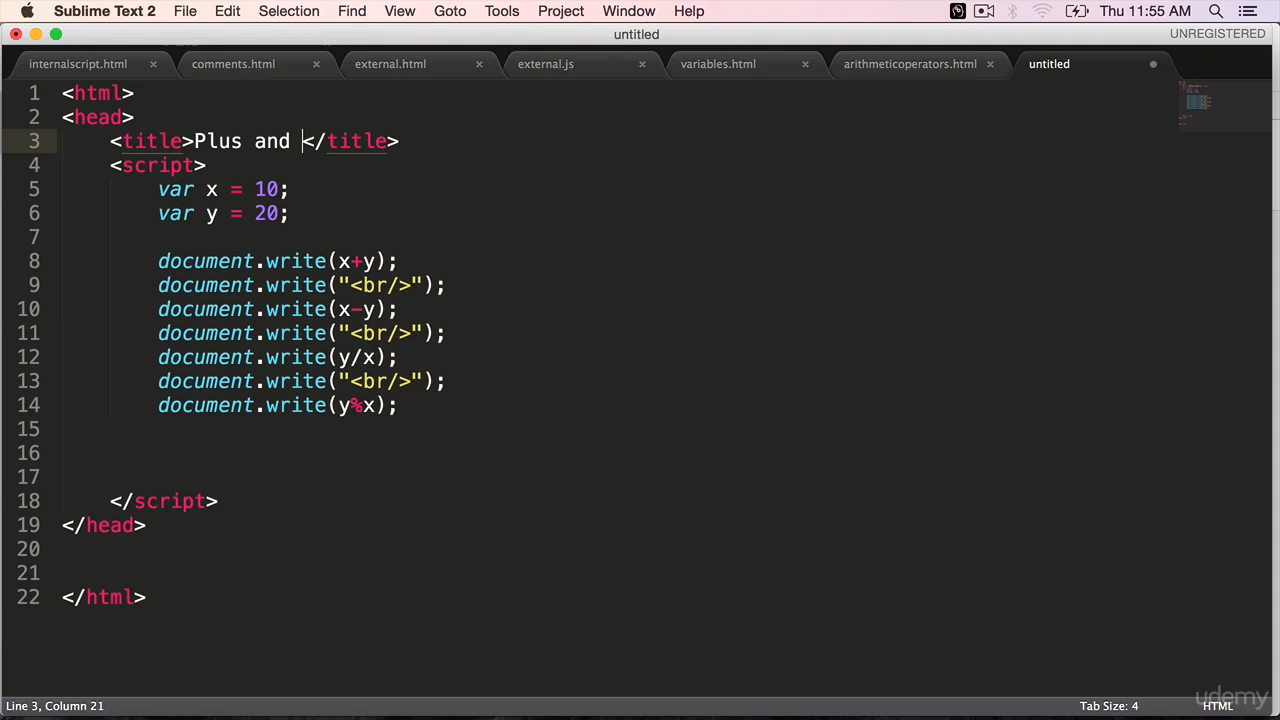 Sublime Text 2 File Edit Selection Find View Goto Tools Project Window Help Thu 11:55 AM
untitled UNREGISTERED
internalscript.html comments.html external.html external.js variables.html arithmeticoperators.html untitled
1 <html>
2 <head>
3 <title>Plus and </title>
4 <script>
5 var x = 10;
6 var y = 20;
7
8 document.write(x+y);
9 document.write("<br/>");
10 document.write(x-y);
11 document.write("<br/>");
12 document.write(y/x);
13 document.write("<br/>");
14 document.write(y%x);
15
16
17
18 </script>
19 </head>
20
21
22 </html>
Line 3, Column 21 Tab Size: 4 HTML
udemy